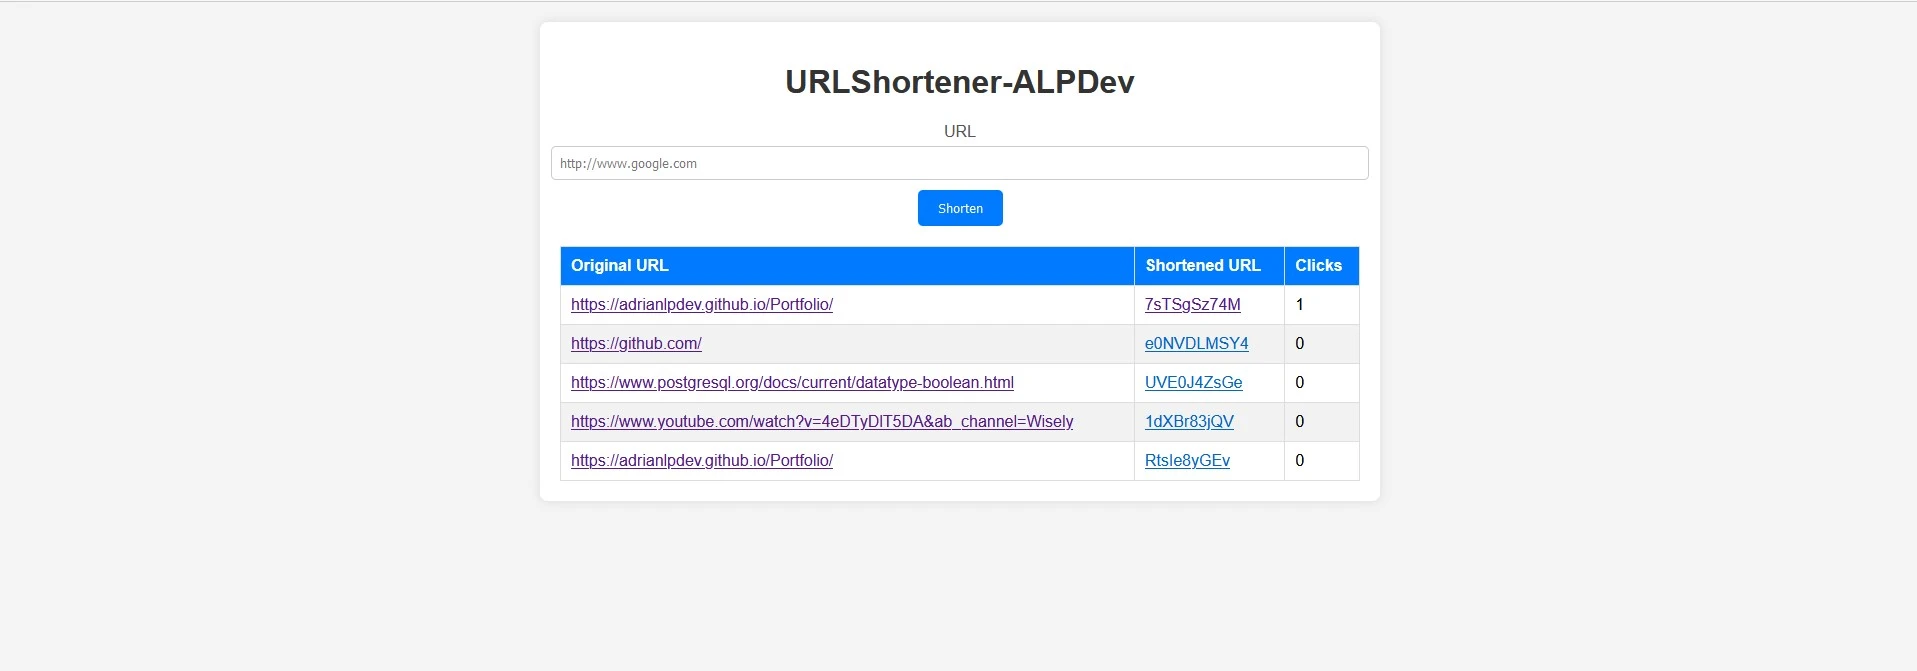 URLShortener-ALPDev
URL
http://www.google.com
Shorten
Original URL Shortened URL Clicks
https://adrianlpdev.github.io/Portfolio/ 7sTSgSz74M 1
https://github.com/ e0NVDLMSY4 0
https://www.postgresql.org/docs/current/datatype-boolean.html UVE0J4ZsGe 0
https://www.youtube.com/watch?v=4eDTyDlT5DA&ab_channel=Wisely 1dXBr83jQV 0
https://adrianlpdev.github.io/Portfolio/ RtsIe8yGEv 0